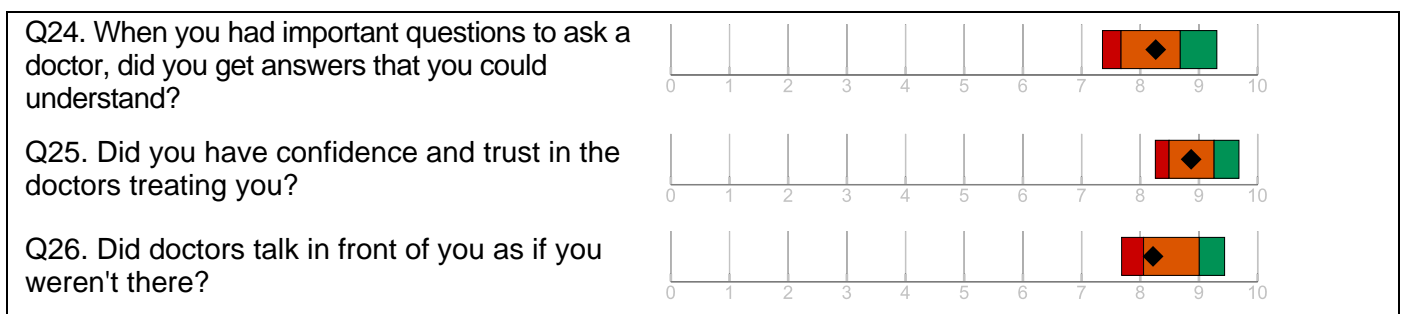 Q24. When you had important questions to ask a
doctor, did you get answers that you could
understand?
0 1 2 3 4 5 6 7 8 9 10
Q25. Did you have confidence and trust in the
doctors treating you?
0 1 2 3 4 5 6 7 8 9 10
Q26. Did doctors talk in front of you as if you
weren't there?
0 1 2 3 4 5 6 7 8 9 10